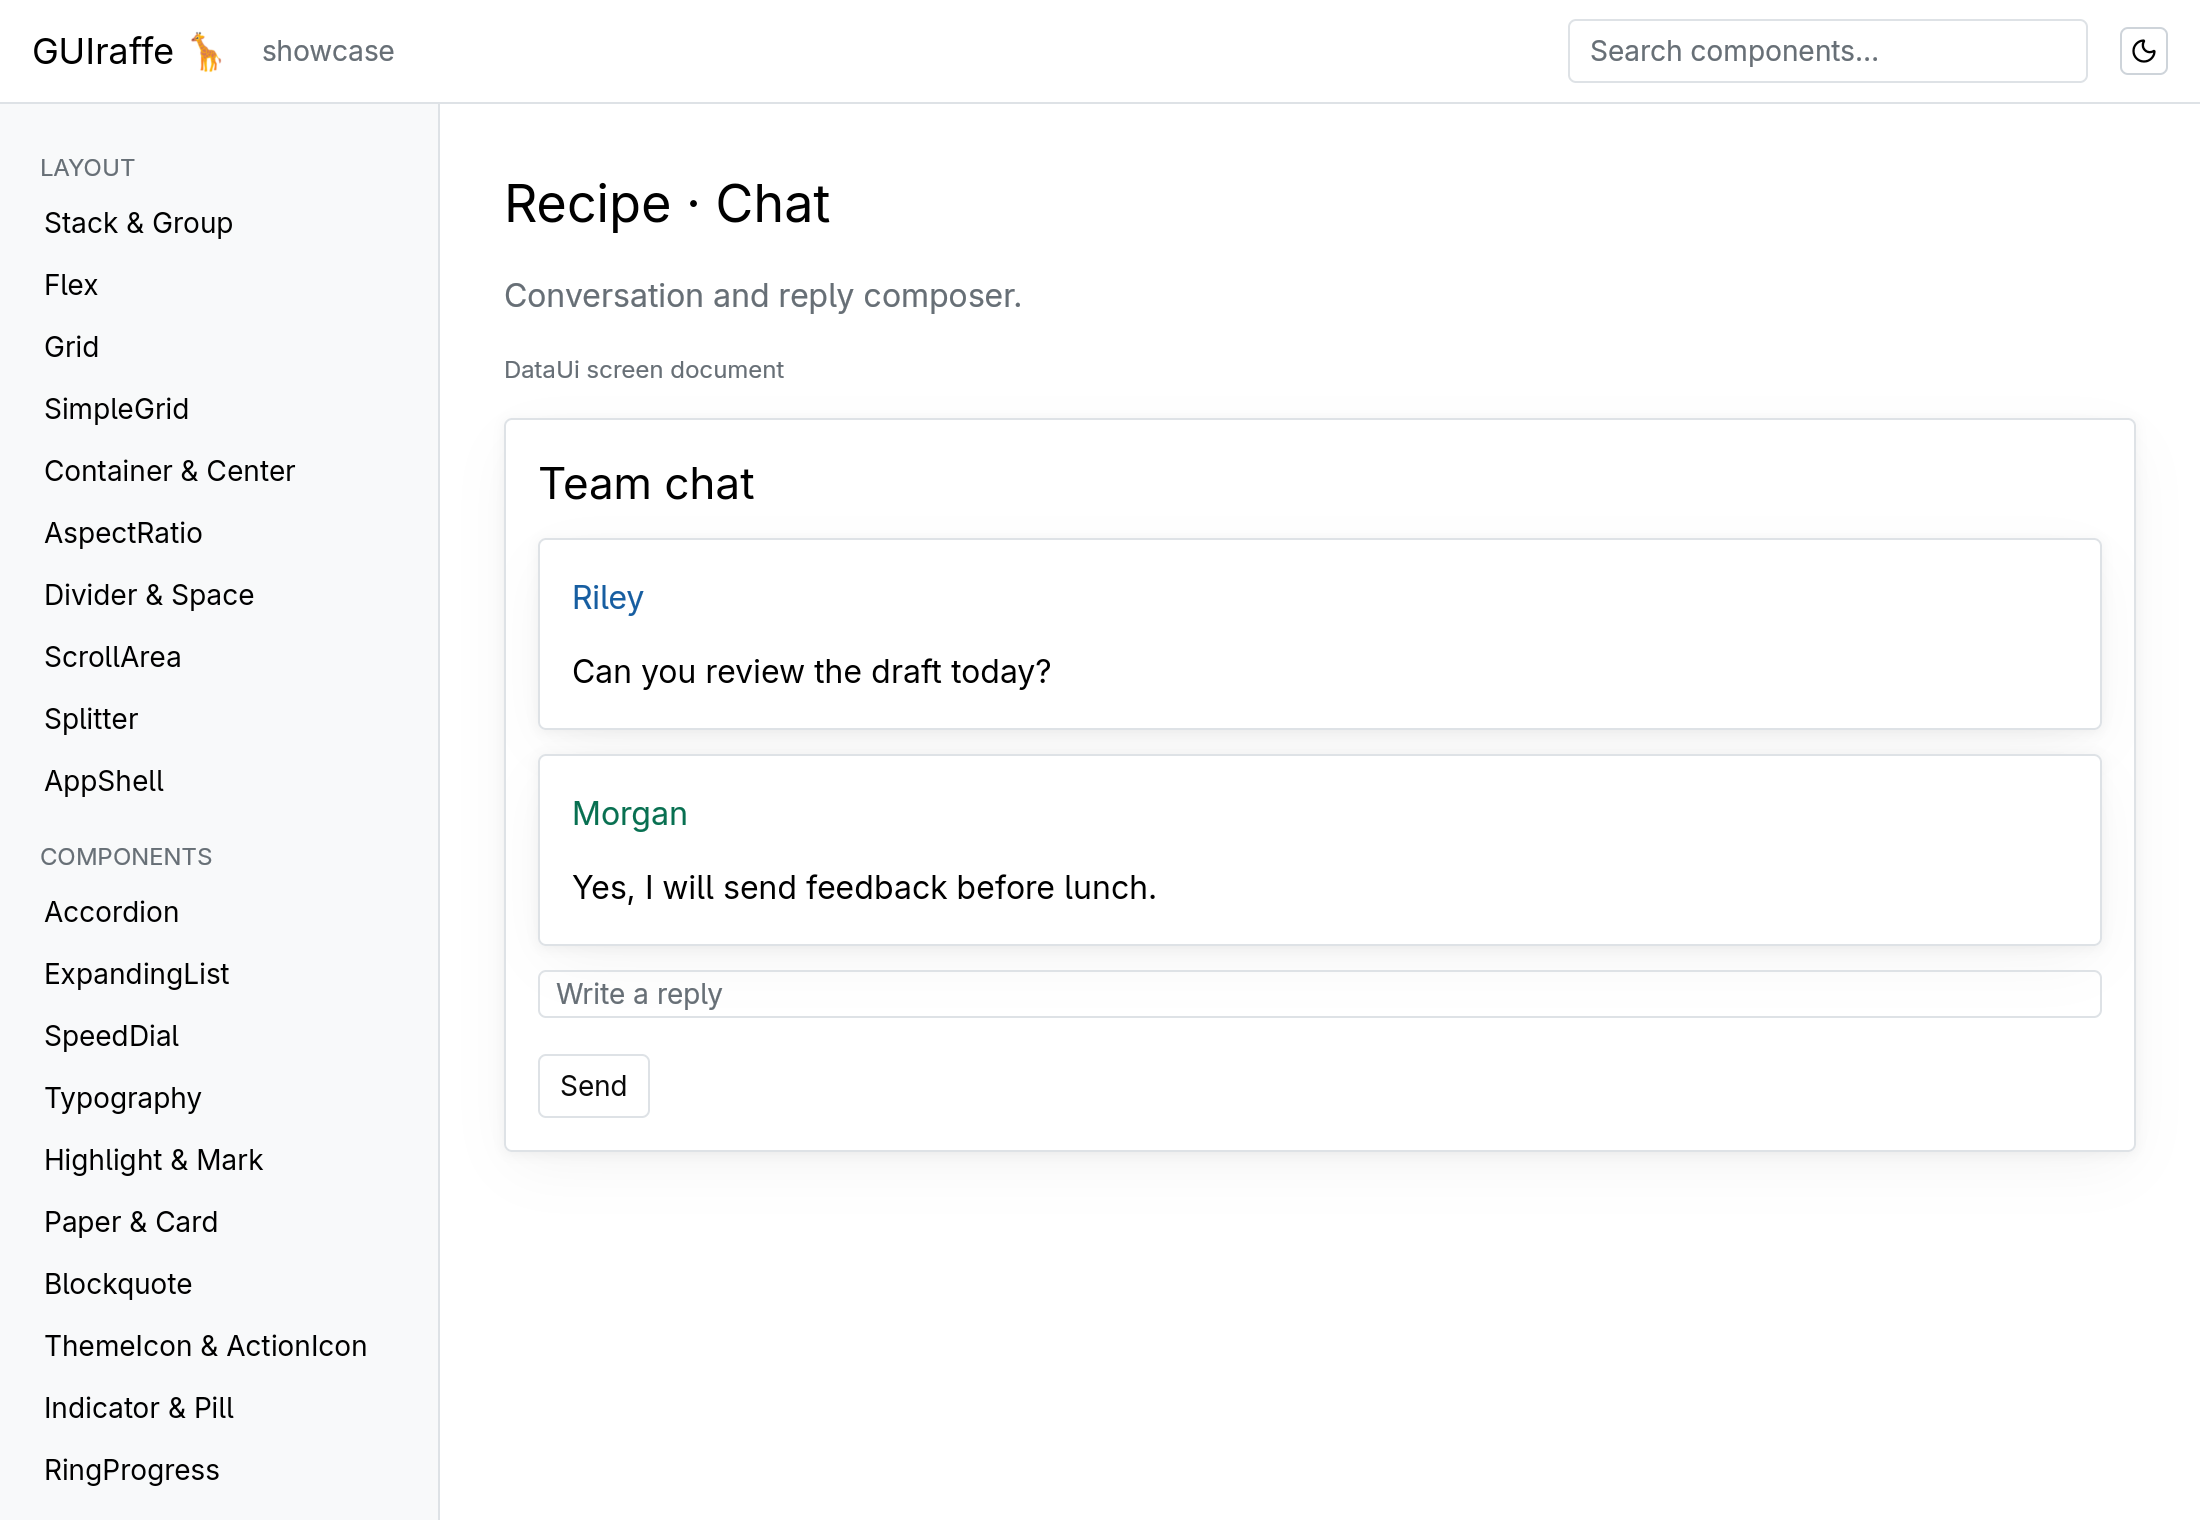 GUIraffe 🦒 showcase Search components...
LAYOUT
Stack & Group
Flex
Grid
SimpleGrid
Container & Center
AspectRatio
Divider & Space
ScrollArea
Splitter
AppShell
COMPONENTS
Accordion
ExpandingList
SpeedDial
Typography
Highlight & Mark
Paper & Card
Blockquote
ThemeIcon & ActionIcon
Indicator & Pill
RingProgress
Recipe · Chat
Conversation and reply composer.
DataUi screen document
Team chat
Riley
Can you review the draft today?
Morgan
Yes, I will send feedback before lunch.
Write a reply
Send